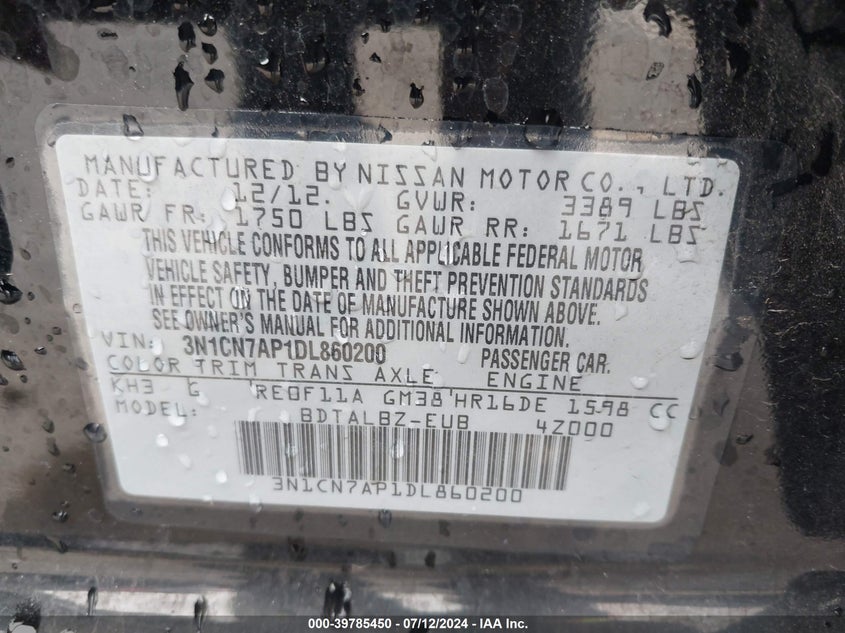 MANUFACTURED BY NISSAN MOTOR CO., LTD.
DATE: 12/12. GVWR: 3389 LBS
GAWR FR: 1750 LBS GAWR RR: 1671 LBS
THIS VEHICLE CONFORMS TO ALL APPLICABLE FEDERAL MOTOR
VEHICLE SAFETY, BUMPER AND THEFT PREVENTION STANDARDS
IN EFFECT ON THE DATE OF MANUFACTURE SHOWN ABOVE.
SEE OWNER'S MANUAL FOR ADDITIONAL INFORMATION.
VIN: 3N1CN7AP1DL860200 PASSENGER CAR.
COLOR TRIM TRANS AXLE ENGINE
KH3 G RE0F11A GM38 HR16DE 1598 CC
MODEL: BDTALBZ-EUB 4Z000
3N1CN7AP1DL860200
000-39785450 - 07/12/2024 - IAA Inc.